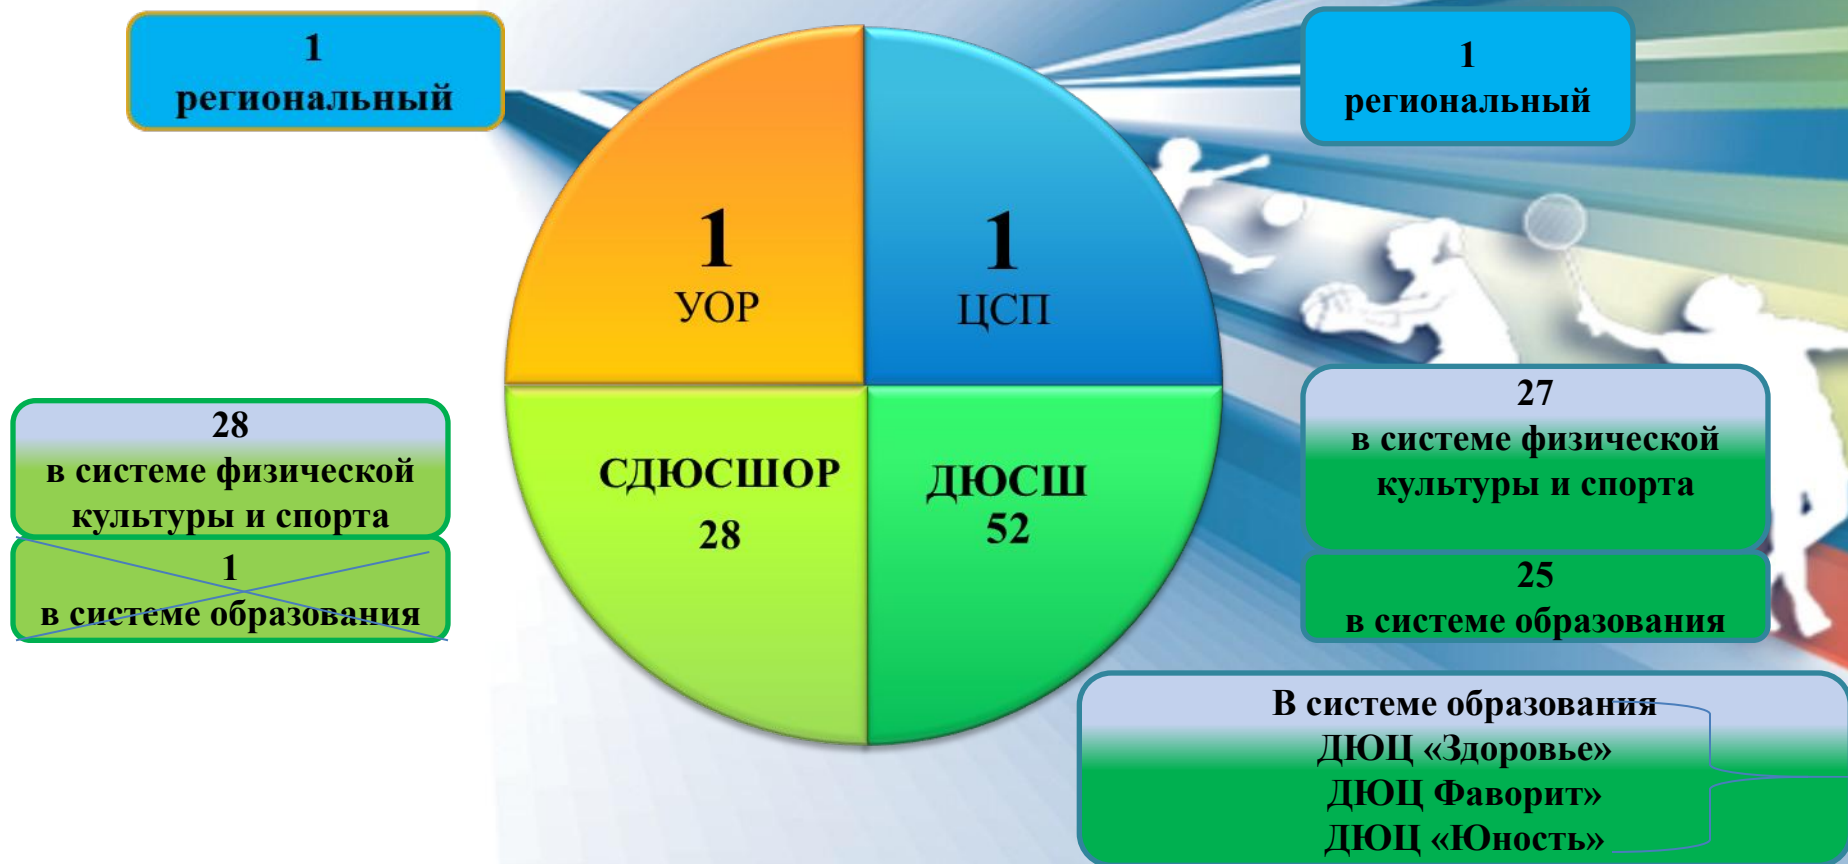 1
региональный
1
региональный
1
УОР
1
ЦСП
СДЮСШОР
28
ДЮСШ
52
28
в системе физической
культуры и спорта
1
в системе образования
27
в системе физической
культуры и спорта
25
в системе образования
В системе образования
ДЮЦ «Здоровье»
ДЮЦ Фаворит»
ДЮЦ «Юность»